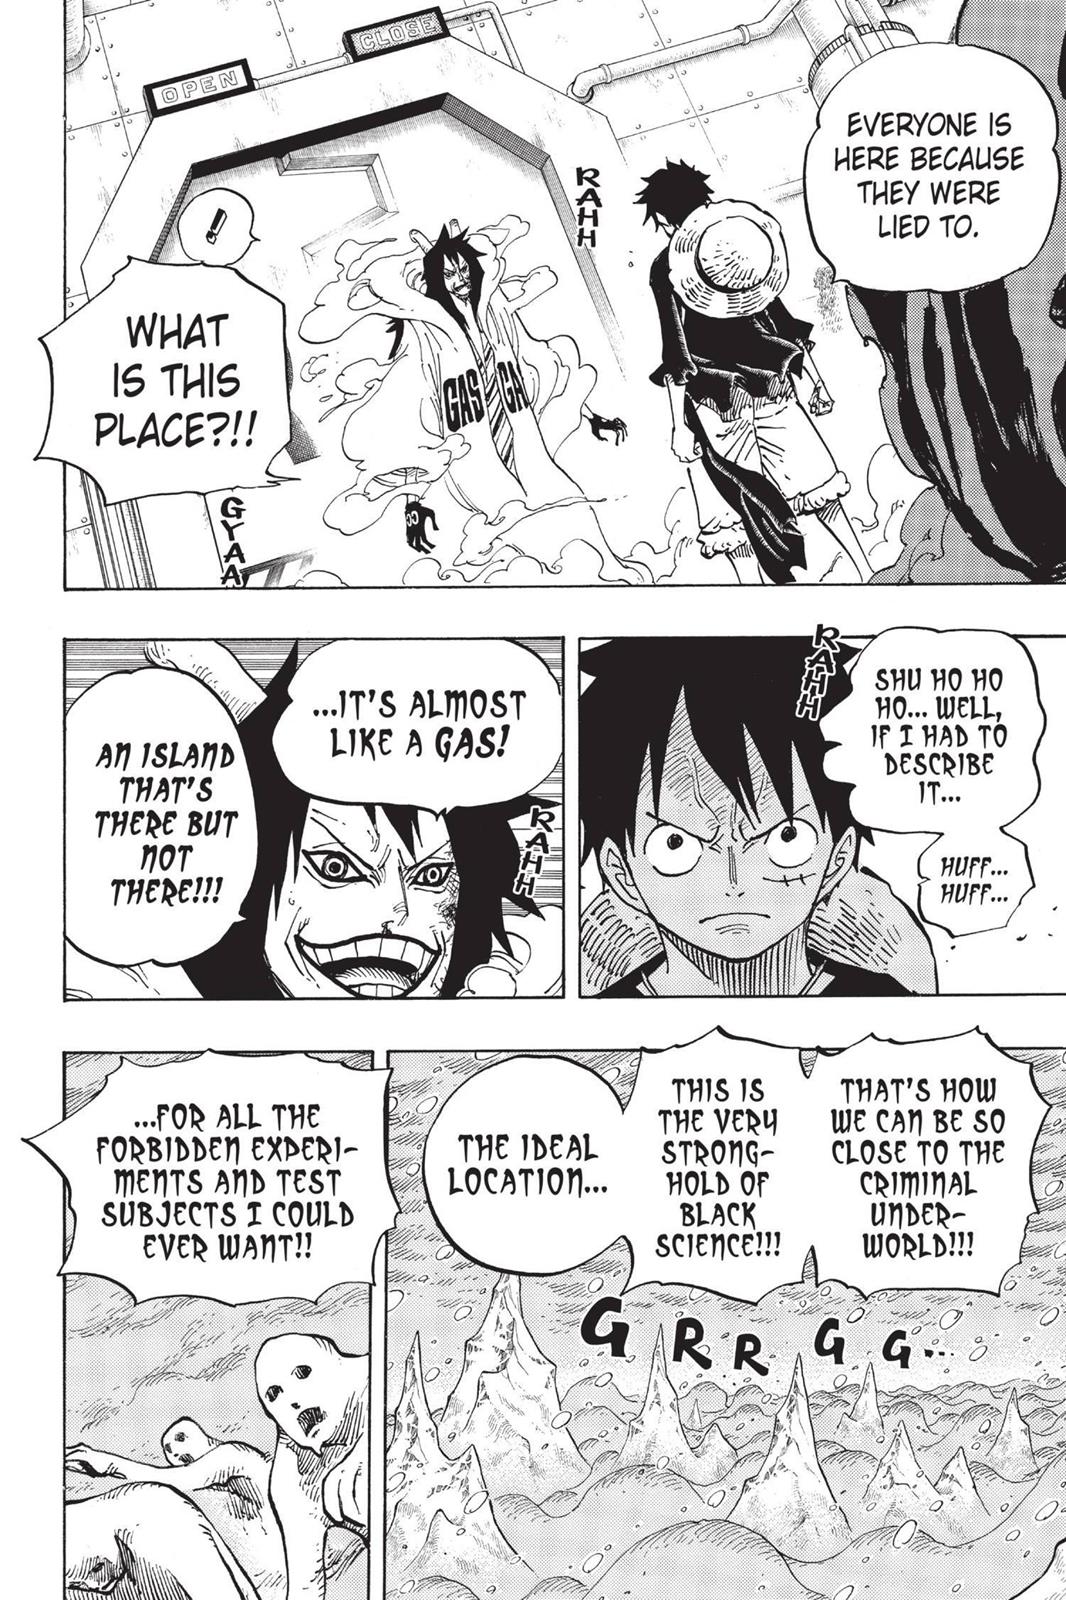 EVERYONE IS
HERE BECAUSE
THEY WERE
LIED TO.
CLOSE
OPEN
RAHH
!
WHAT
IS THIS
PLACE?!!
GAS
GA
CC
GYAA
SHU HO HO
HO... WELL,
IF I HAD TO
DESCRIBE
IT...
HUFF...
HUFF...
RAHH
...IT'S ALMOST
LIKE A GAS!
AN ISLAND
THAT'S
THERE BUT
NOT
THERE!!!
RAHH
THAT'S HOW
WE CAN BE SO
CLOSE TO THE
CRIMINAL
UNDER-
WORLD!!!
THIS IS
THE VERY
STRONG-
HOLD OF
BLACK
SCIENCE!!!
THE IDEAL
LOCATION...
GRRGG...
...FOR ALL THE
FORBIDDEN EXPERI-
MENTS AND TEST
SUBJECTS I COULD
EVER WANT!!